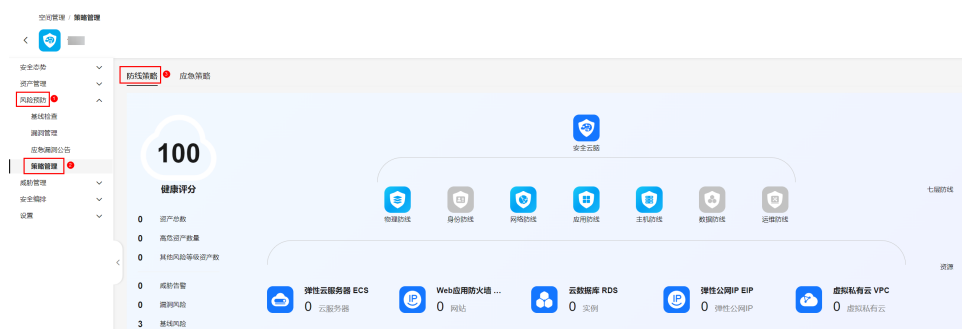 空间管理 / 策略管理
安全态势
资产管理
风险预防 1
基线检查
漏洞管理
应急漏洞公告
策略管理 2
威胁管理
安全编排
设置
防线策略 3 应急策略
100
健康评分
0 资产总数
0 高危资产数量
0 其他风险等级资产数
0 威胁告警
0 漏洞风险
3 基线风险
安全云脑
物理防线 身份防线 网络防线 应用防线 主机防线 数据防线 运维防线
七层防线
资源
弹性云服务器 ECS
0 云服务器
Web应用防火墙 ...
0 网站
云数据库 RDS
0 实例
弹性公网IP EIP
0 弹性公网IP
虚拟私有云 VPC
0 虚拟私有云